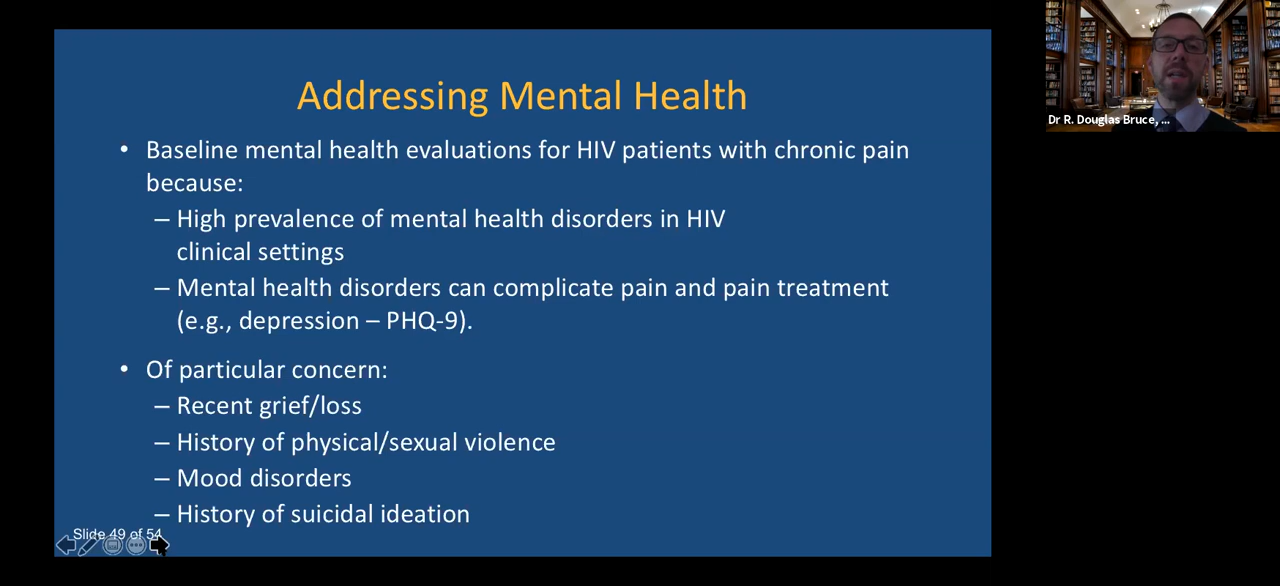 Addressing Mental Health
• Baseline mental health evaluations for HIV patients with chronic pain
because:
– High prevalence of mental health disorders in HIV
clinical settings
– Mental health disorders can complicate pain and pain treatment
(e.g., depression – PHQ-9).
• Of particular concern:
– Recent grief/loss
– History of physical/sexual violence
– Mood disorders
– History of suicidal ideation
Slide 49 of 54
Dr R. Douglas Bruce, ...